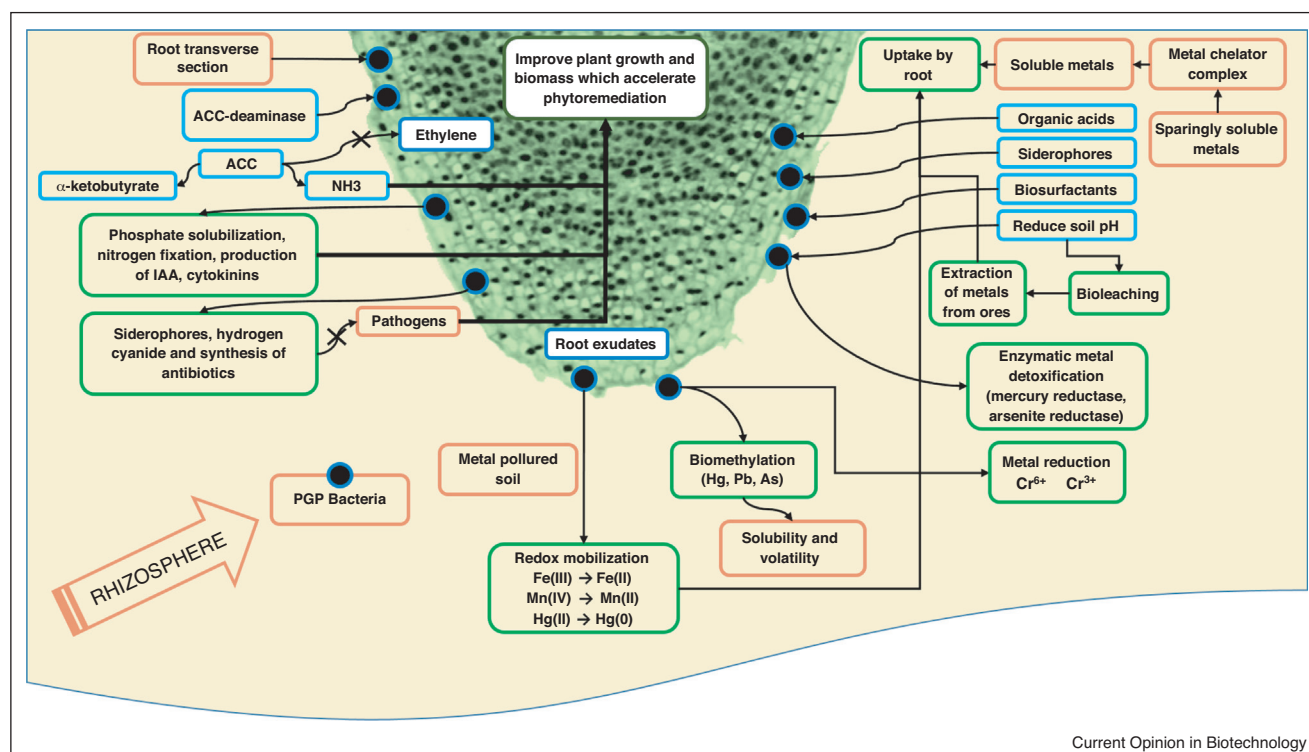 Root transverse
section
ACC-deaminase
Ethylene
ACC
α-ketobutyrate
NH3
Phosphate solubilization,
nitrogen fixation, production
of IAA, cytokinins
Siderophores, hydrogen
cyanide and synthesis of
antibiotics
Pathogens
Improve plant growth and
biomass which accelerate
phytoremediation
Root exudates
Uptake by
root
Soluble metals
Metal chelator
complex
Sparingly soluble
metals
Organic acids
Siderophores
Biosurfactants
Reduce soil pH
Extraction
of metals
from ores
Bioleaching
Enzymatic metal
detoxification
(mercury reductase,
arsenite reductase)
Metal pollured
soil
Biomethylation
(Hg, Pb, As)
Metal reduction
Cr⁶⁺ Cr³⁺
Solubility and
volatility
PGP Bacteria
RHIZOSPHERE
Redox mobilization
Fe(III) → Fe(II)
Mn(IV) → Mn(II)
Hg(II) → Hg(0)
Current Opinion in Biotechnology